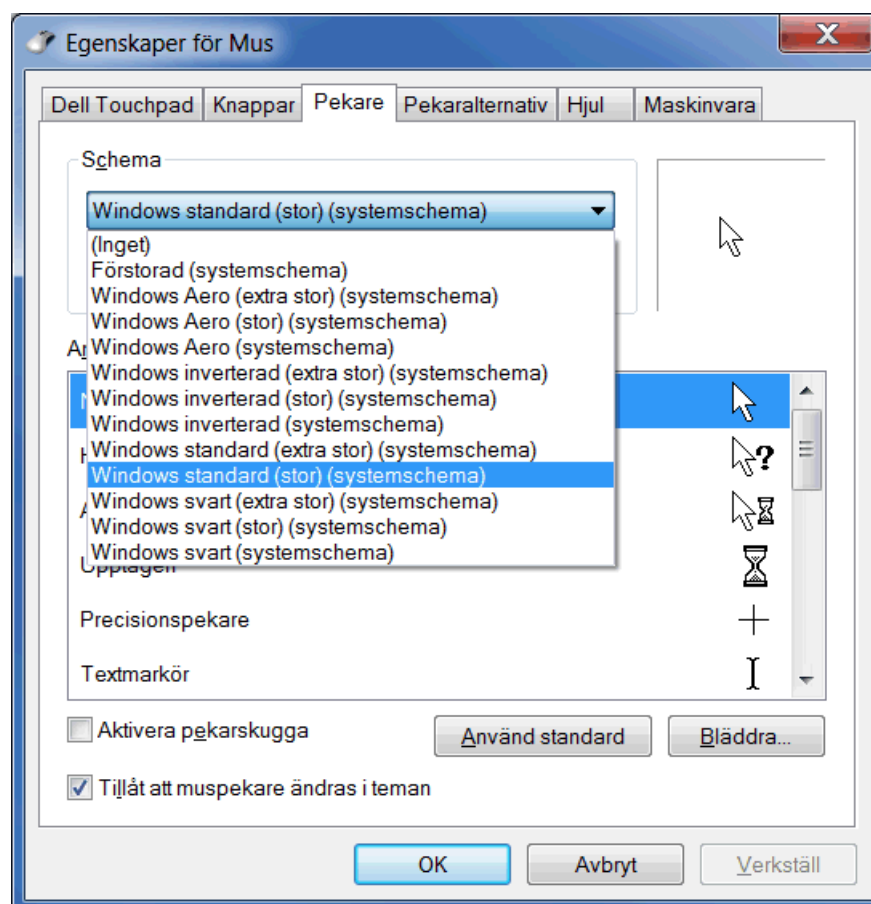 Egenskaper för Mus
Dell Touchpad Knappar Pekare Pekaralternativ Hjul Maskinvara
Schema
Windows standard (stor) (systemschema)
(Inget)
Förstorad (systemschema)
Windows Aero (extra stor) (systemschema)
Windows Aero (stor) (systemschema)
Windows Aero (systemschema)
Windows inverterad (extra stor) (systemschema)
Windows inverterad (stor) (systemschema)
Windows inverterad (systemschema)
Windows standard (extra stor) (systemschema)
Windows standard (stor) (systemschema)
Windows svart (extra stor) (systemschema)
Windows svart (stor) (systemschema)
Windows svart (systemschema)
Upptagen
Precisionspekare
Textmarkör
Aktivera pekarskugga
Använd standard Bläddra...
Tillåt att muspekare ändras i teman
OK Avbryt Verkställ